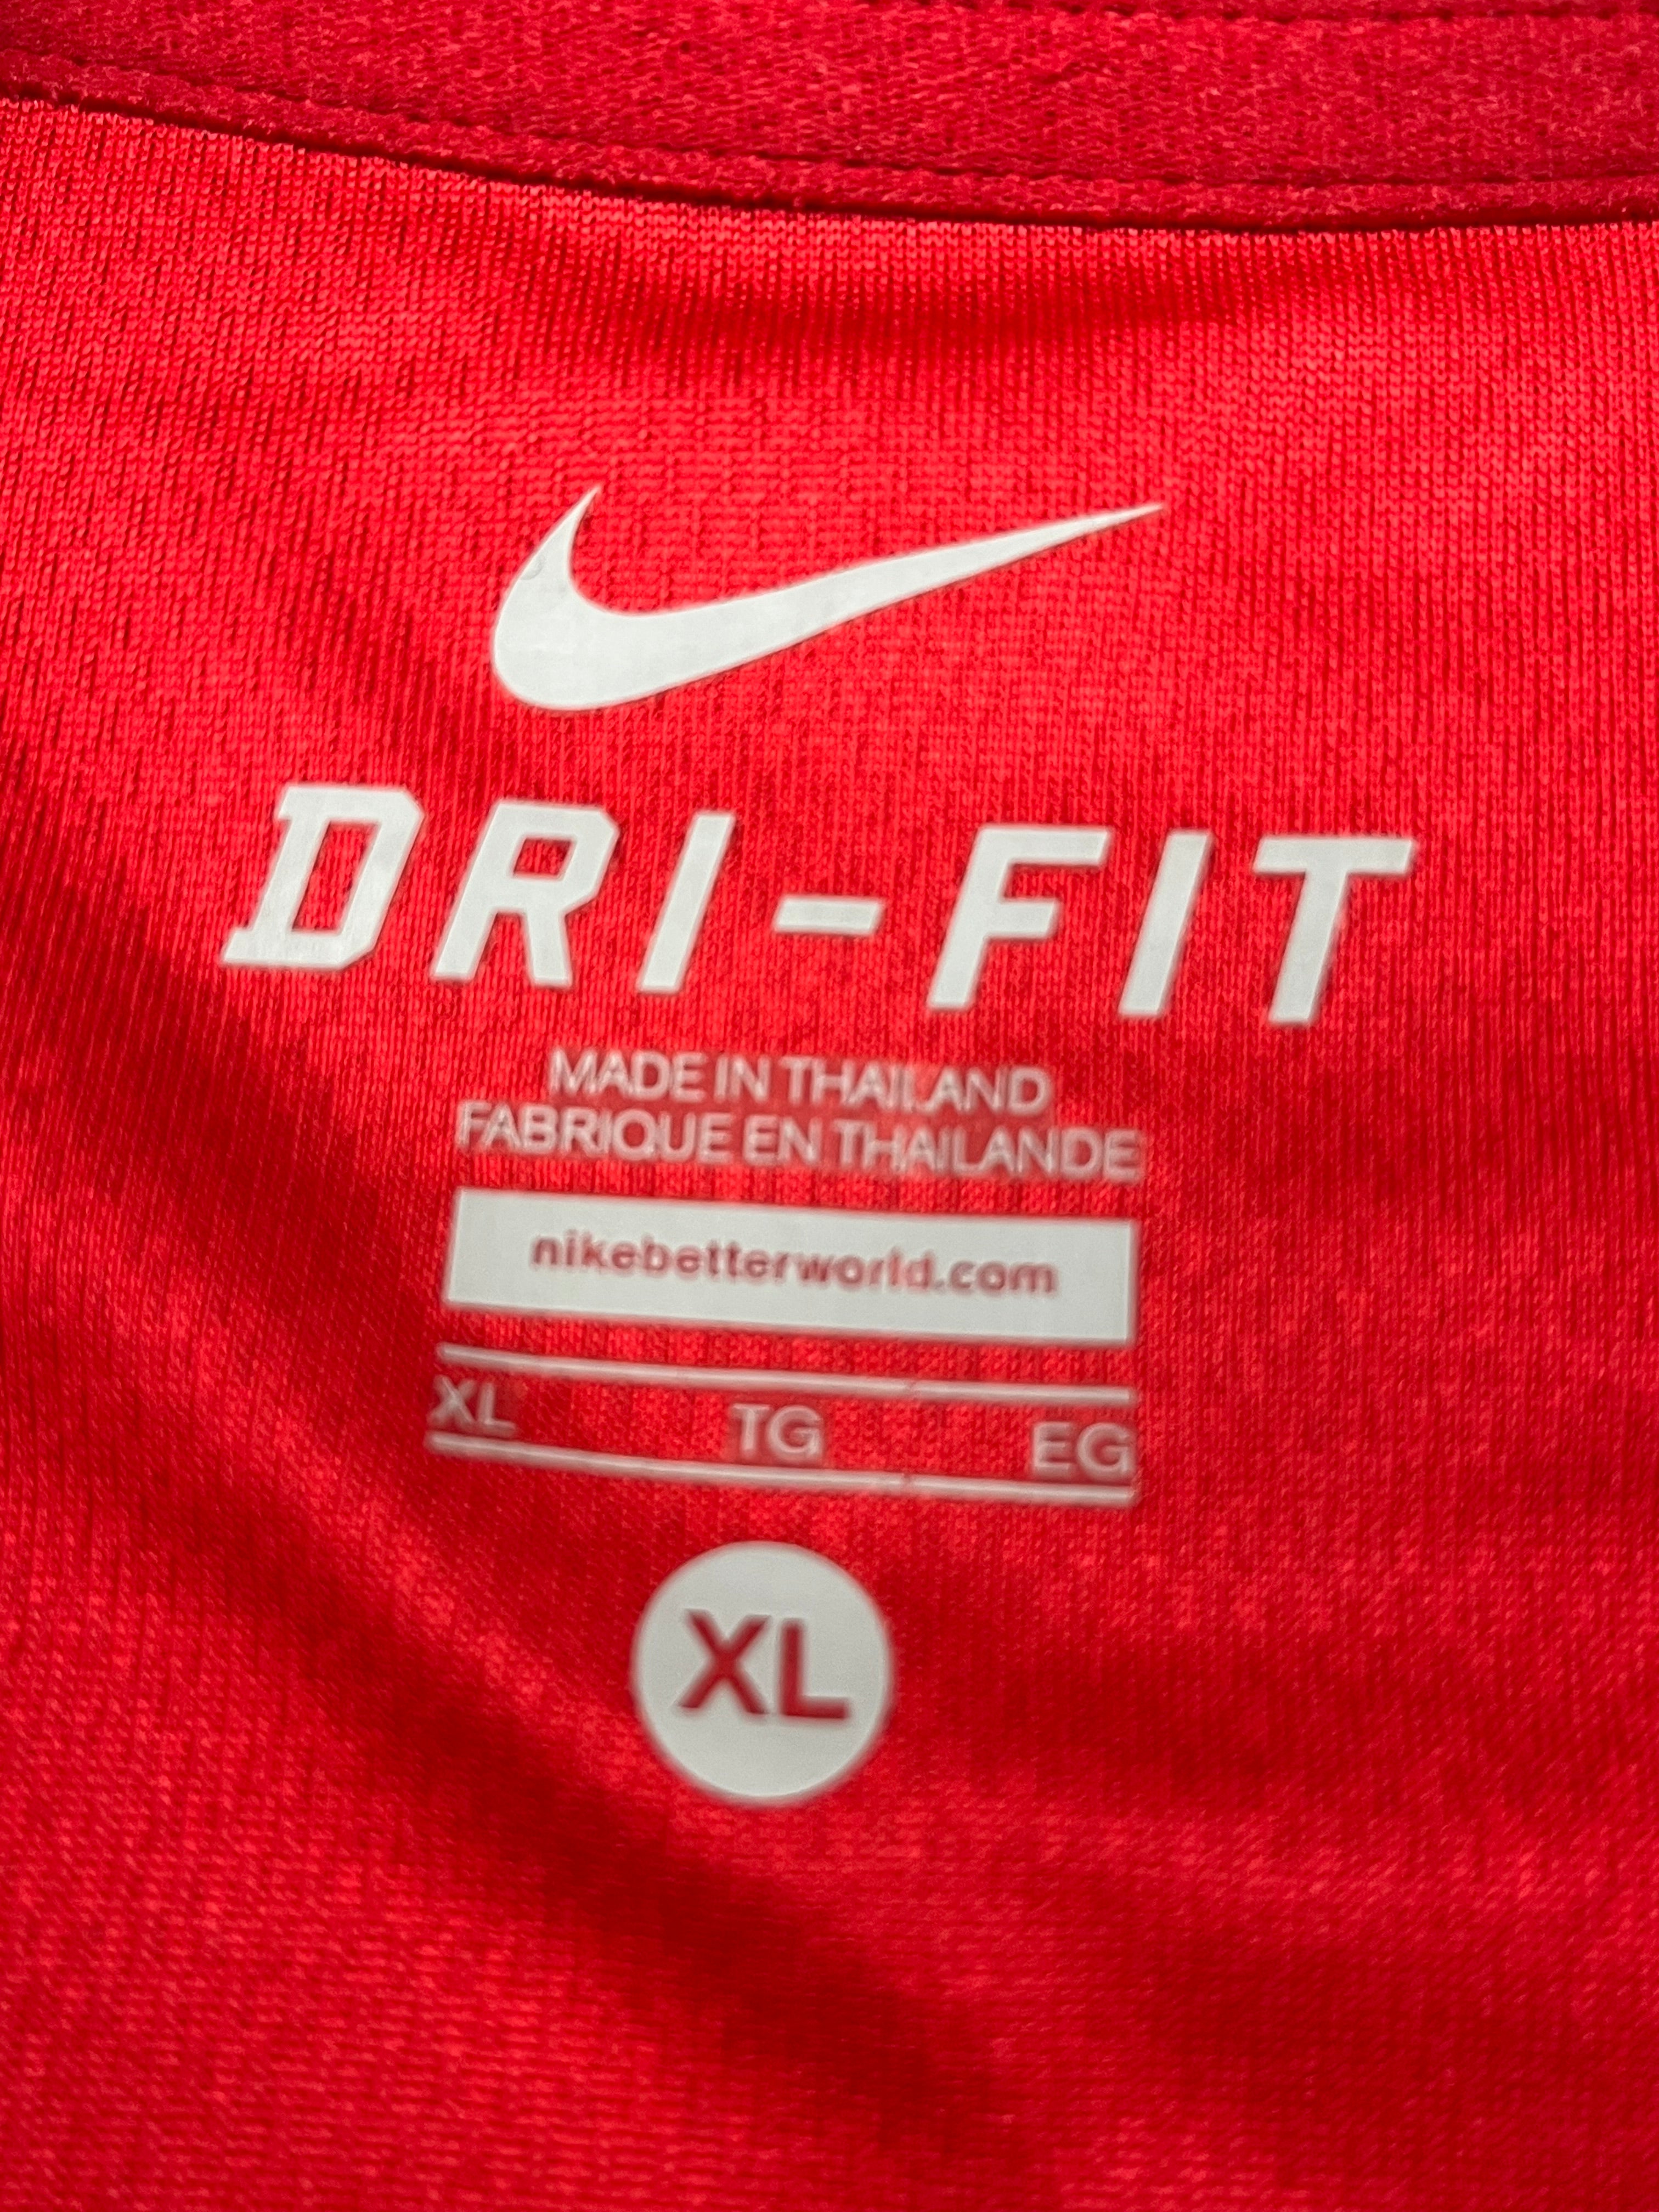 DRI-FIT
MADE IN THAILAND
FABRIQUE EN THAILANDE
nikebetterworld.com
XL TG EG
XL